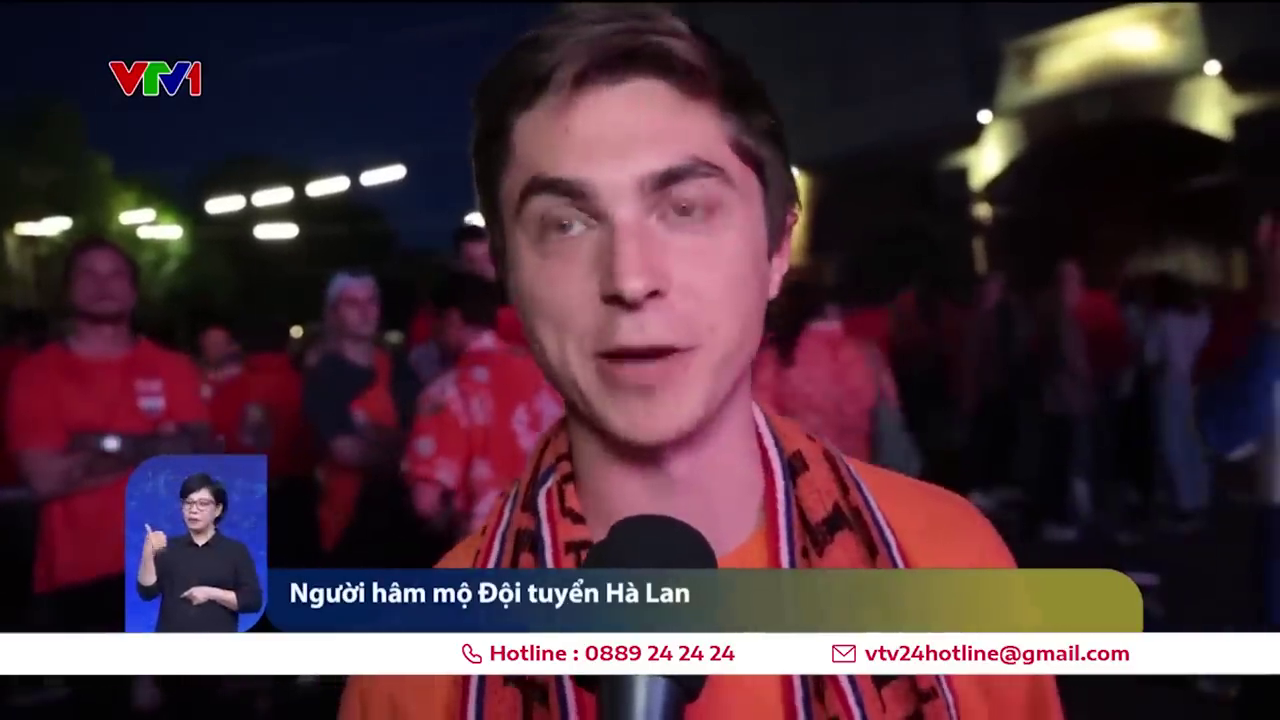 VTV1
Người hâm mộ Đội tuyển Hà Lan
Hotline : 0889 24 24 24
vtv24hotline@gmail.com